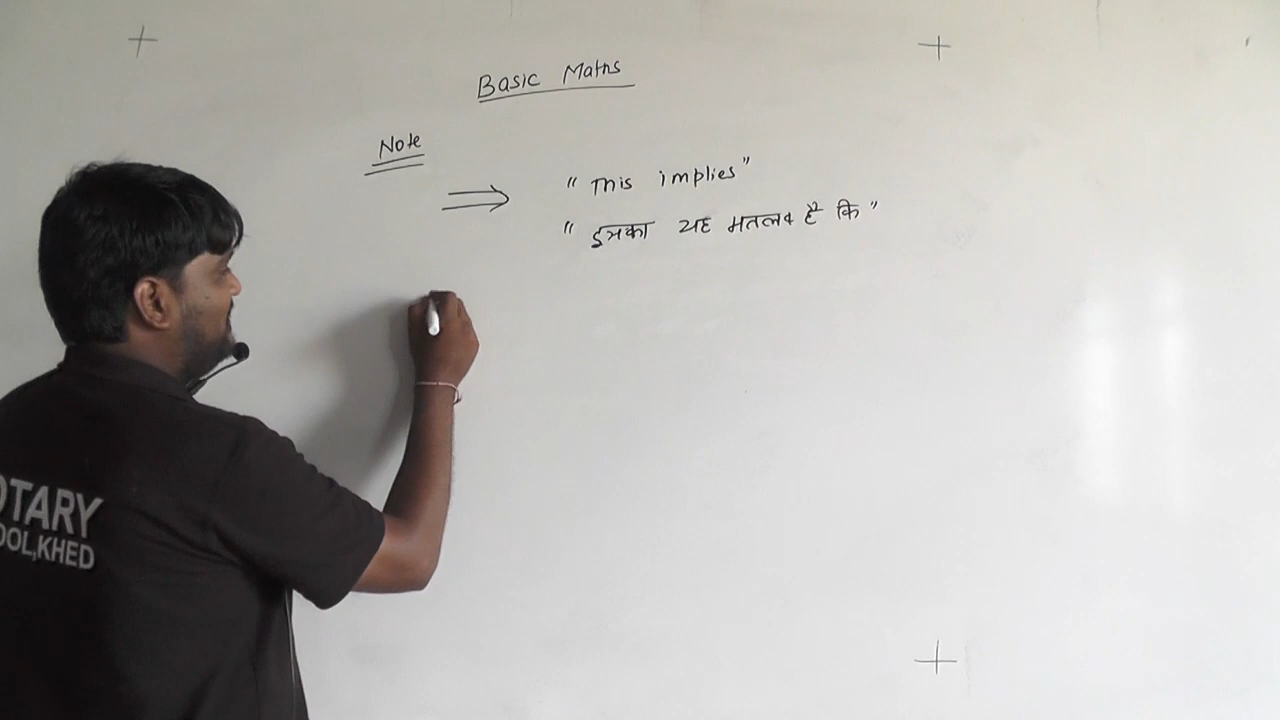 Basic Maths
Note
⇒ "This implies"
"इसका यह मतलब है कि"
OTARY
OOL,KHED